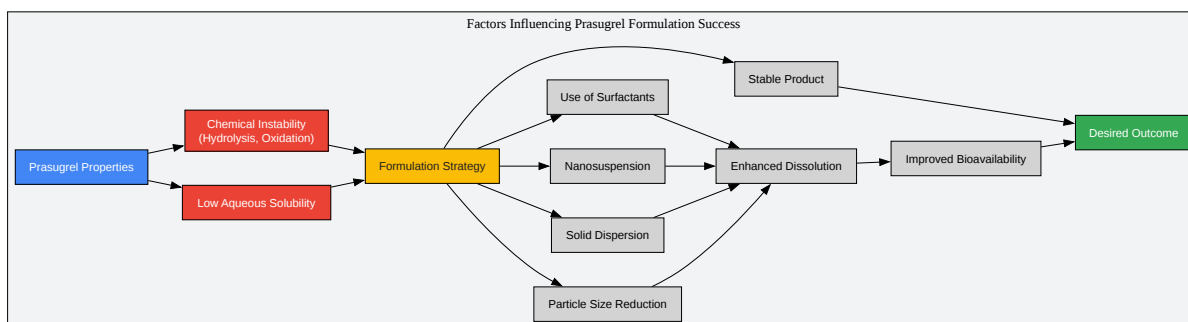 Factors Influencing Prasugrel Formulation Success
Prasugrel Properties
Chemical Instability
(Hydrolysis, Oxidation)
Low Aqueous Solubility
Formulation Strategy
Use of Surfactants
Nanosuspension
Solid Dispersion
Particle Size Reduction
Stable Product
Enhanced Dissolution
Improved Bioavailability
Desired Outcome